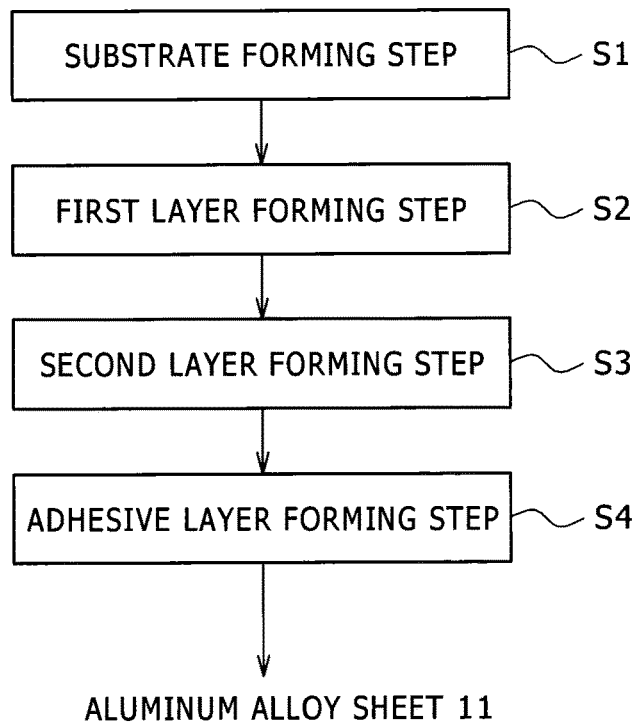 SUBSTRATE FORMING STEP S1
FIRST LAYER FORMING STEP S2
SECOND LAYER FORMING STEP S3
ADHESIVE LAYER FORMING STEP S4
ALUMINUM ALLOY SHEET 11